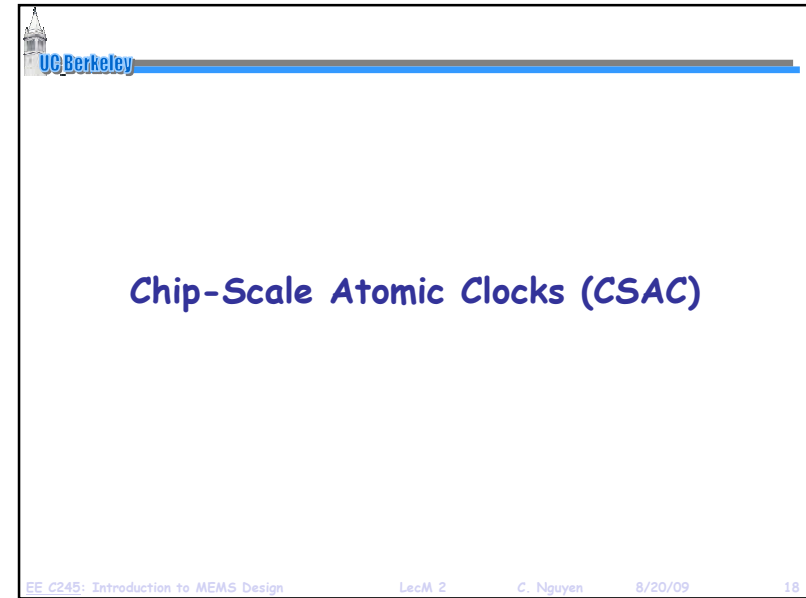 UC Berkeley
Chip-Scale Atomic Clocks (CSAC)
EE C245: Introduction to MEMS Design LecM 2 C. Nguyen 8/20/09 18